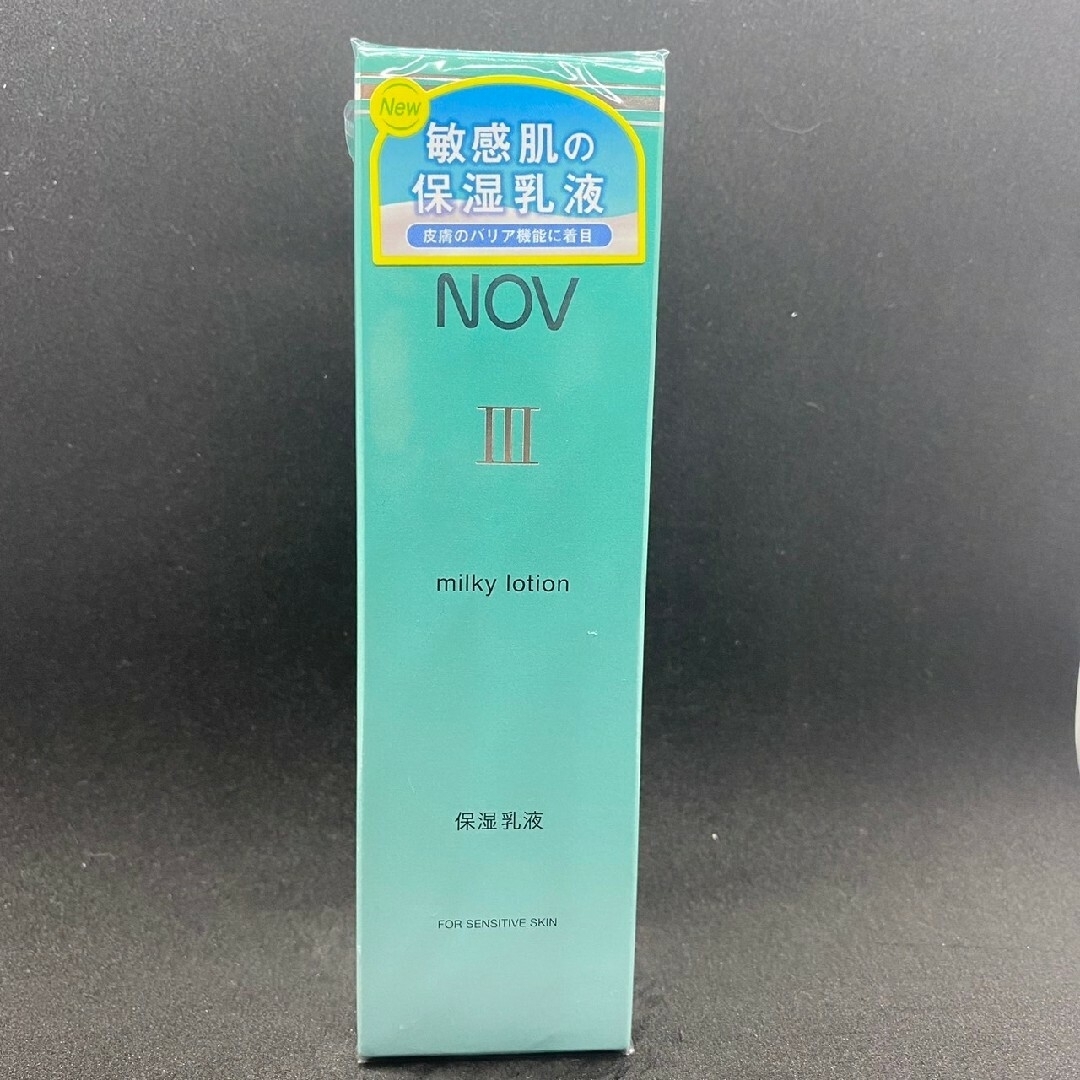 New
敏感肌の
保湿乳液
皮膚のバリア機能に着目
NOV
III
milky lotion
保湿乳液
FOR SENSITIVE SKIN